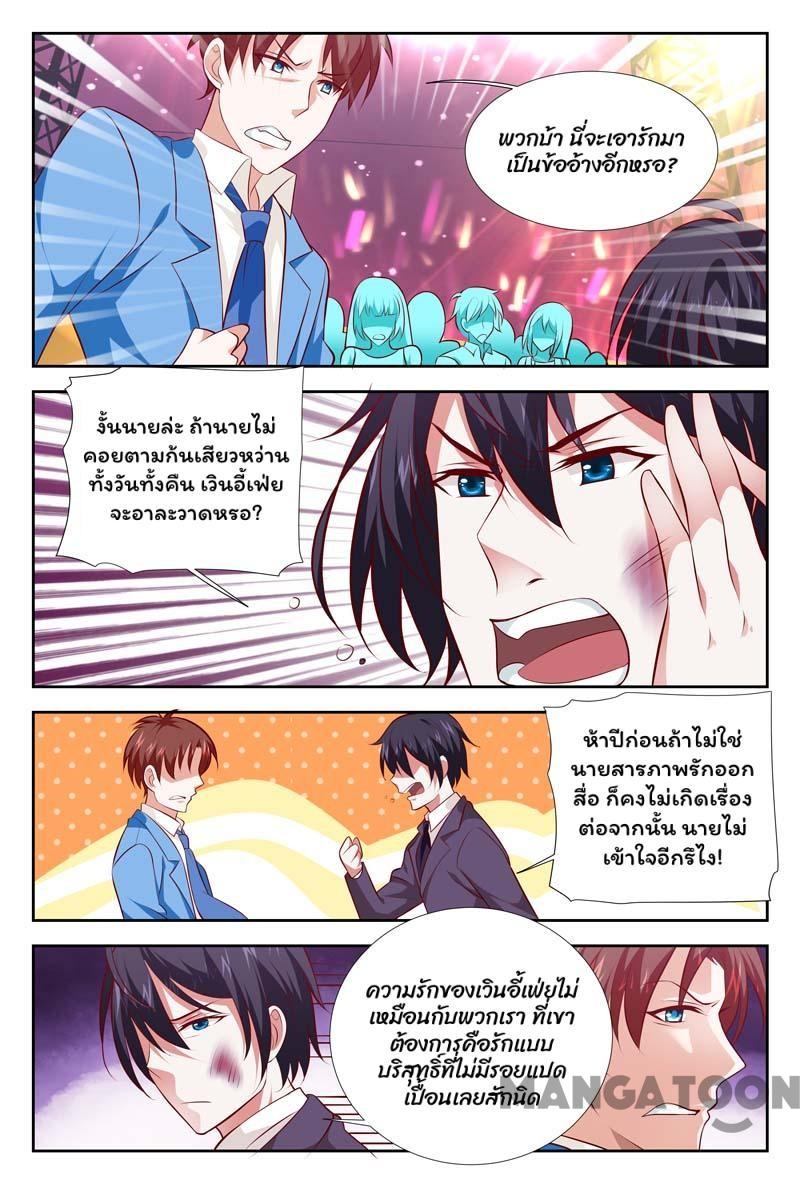 พวกบ้า นี่จะเอารักมา
เป็นข้ออ้างอีกหรอ?
งั้นนายล่ะ ถ้านายไม่
คอยตามก้นเสียวหว่าน
ทั้งวันทั้งคืน เวินอี้เฟ่ย
จะอาละวาดหรอ?
ห้าปีก่อนถ้าไม่ใช่
นายสารภาพรักออก
สื่อ ก็คงไม่เกิดเรื่อง
ต่อจากนั้น นายไม่
เข้าใจอีกรึไง!
ความรักของเวินอี้เฟ่ยไม่
เหมือนกับพวกเรา ที่เขา
ต้องการคือรักแบบ
บริสุทธิ์ที่ไม่มีรอยแปด
เปื้อนเลยสักนิด
MANGATOON